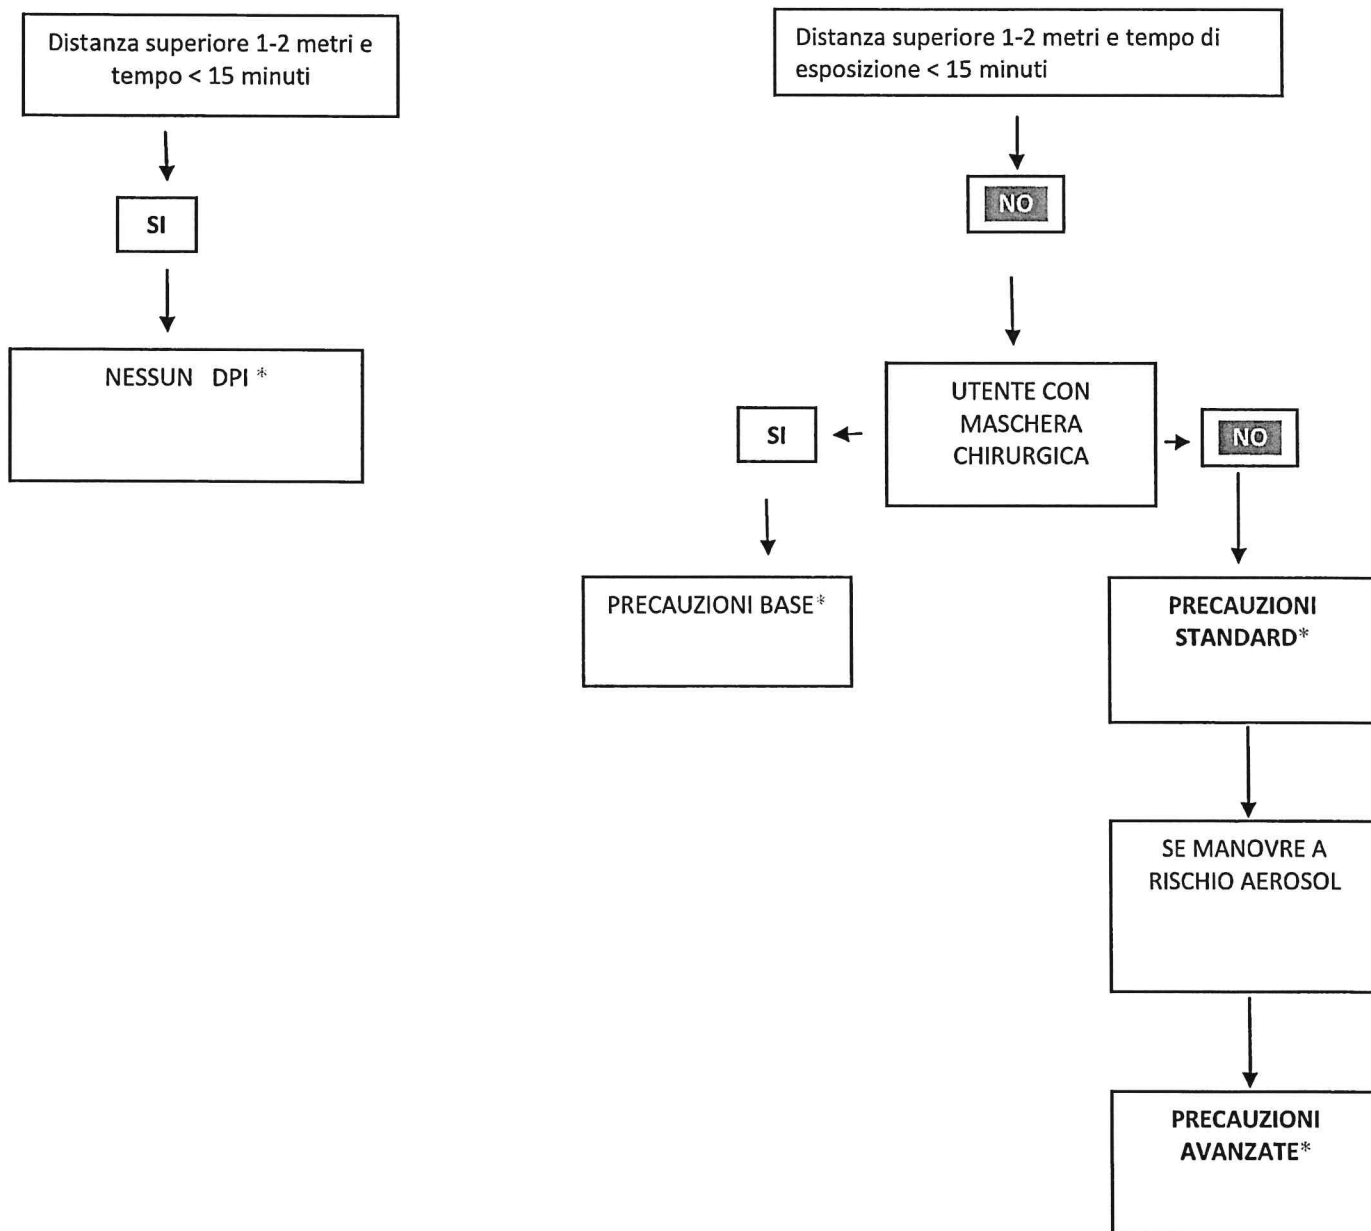 Distanza superiore 1-2 metri e
tempo < 15 minuti
SI
NESSUN DPI *
Distanza superiore 1-2 metri e tempo di
esposizione < 15 minuti
NO
UTENTE CON
MASCHERA
CHIRURGICA
SI
NO
PRECAUZIONI BASE*
PRECAUZIONI
STANDARD*
SE MANOVRE A
RISCHIO AEROSOL
PRECAUZIONI
AVANZATE*